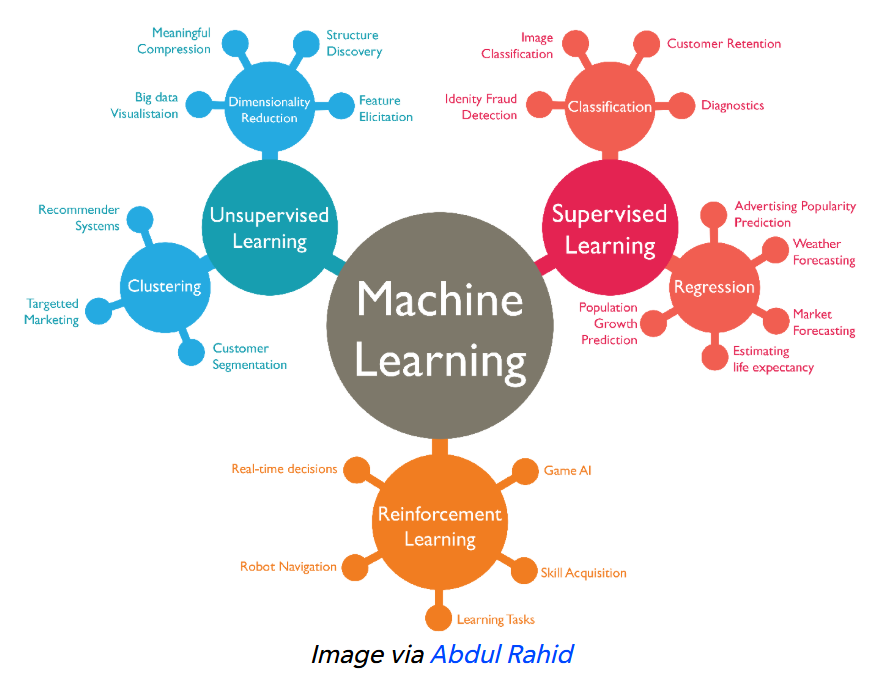 Meaningful
Compression
Structure
Discovery
Big data
Visualistaion
Dimensionality
Reduction
Feature
Elicitation
Image
Classification
Customer Retention
Idenity Fraud
Detection
Classification
Diagnostics
Recommender
Systems
Unsupervised
Learning
Supervised
Learning
Advertising Popularity
Prediction
Weather
Forecasting
Clustering
Regression
Targetted
Marketing
Customer
Segmentation
Machine
Learning
Population
Growth
Prediction
Market
Forecasting
Estimating
life expectancy
Real-time decisions
Game AI
Reinforcement
Learning
Robot Navigation
Skill Acquisition
Learning Tasks
Image via Abdul Rahid